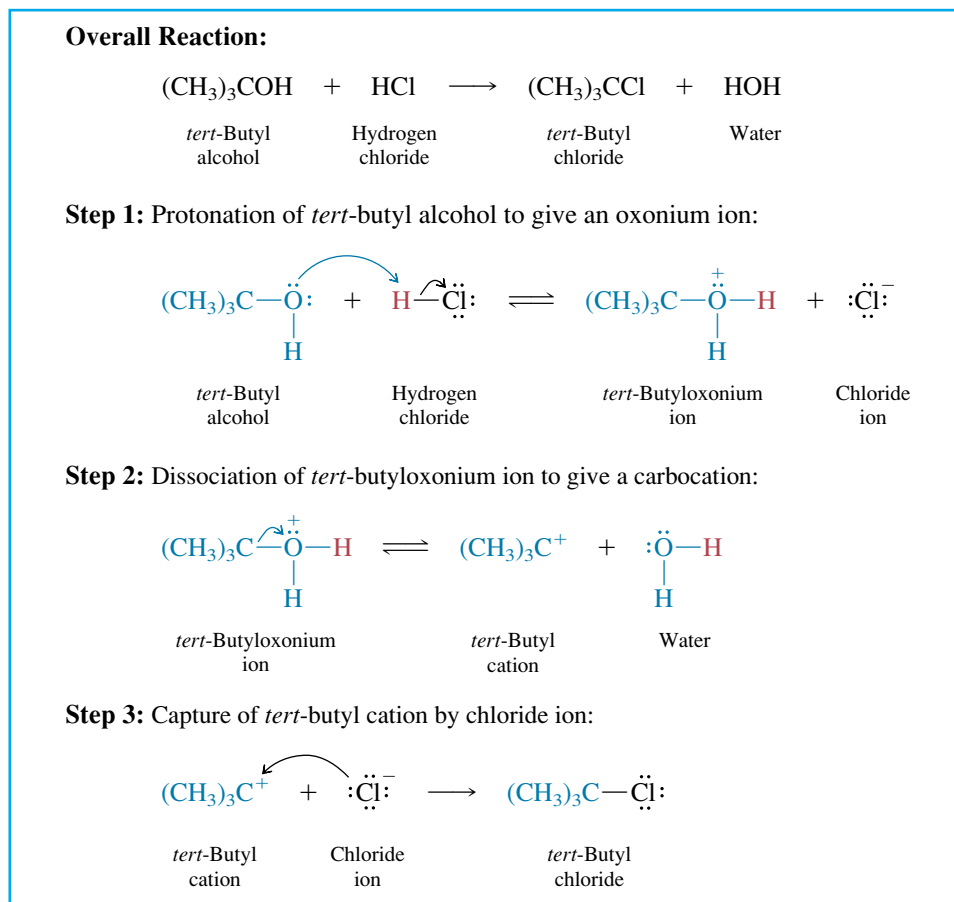 Overall Reaction:
(CH₃)₃COH + HCl ⟶ (CH₃)₃CCl + HOH
tert-Butyl alcohol Hydrogen chloride tert-Butyl chloride Water
Step 1: Protonation of tert-butyl alcohol to give an oxonium ion:
(CH₃)₃C—Ö: + H—C̈l: ⇌ (CH₃)₃C—Ö⁺—H + :C̈l:⁻
H H
tert-Butyl alcohol Hydrogen chloride tert-Butyloxonium ion Chloride ion
Step 2: Dissociation of tert-butyloxonium ion to give a carbocation:
(CH₃)₃C—Ö⁺—H ⇌ (CH₃)₃C⁺ + :Ö—H
H H
tert-Butyloxonium ion tert-Butyl cation Water
Step 3: Capture of tert-butyl cation by chloride ion:
(CH₃)₃C⁺ + :C̈l:⁻ ⟶ (CH₃)₃C—C̈l:
tert-Butyl cation Chloride ion tert-Butyl chloride